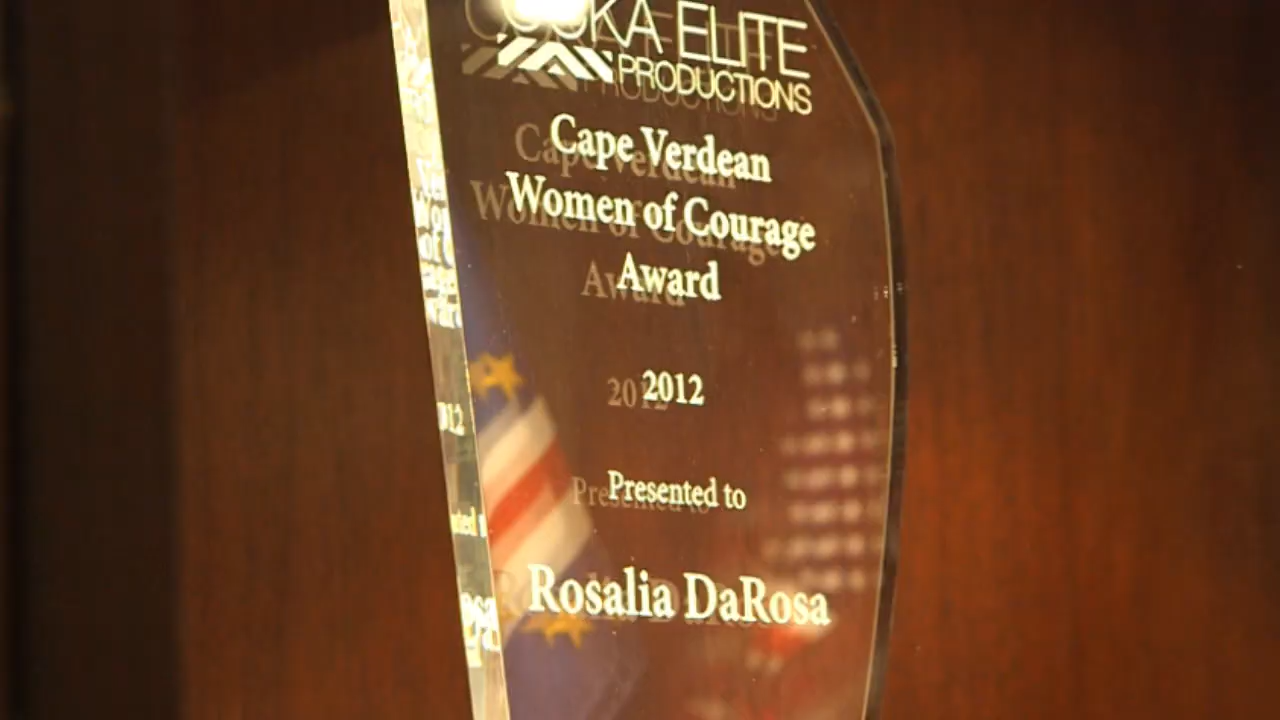 ELITE
PRODUCTIONS
Cape Verdean
Women of Courage
Award
2012
Presented to
Rosalia DaRosa